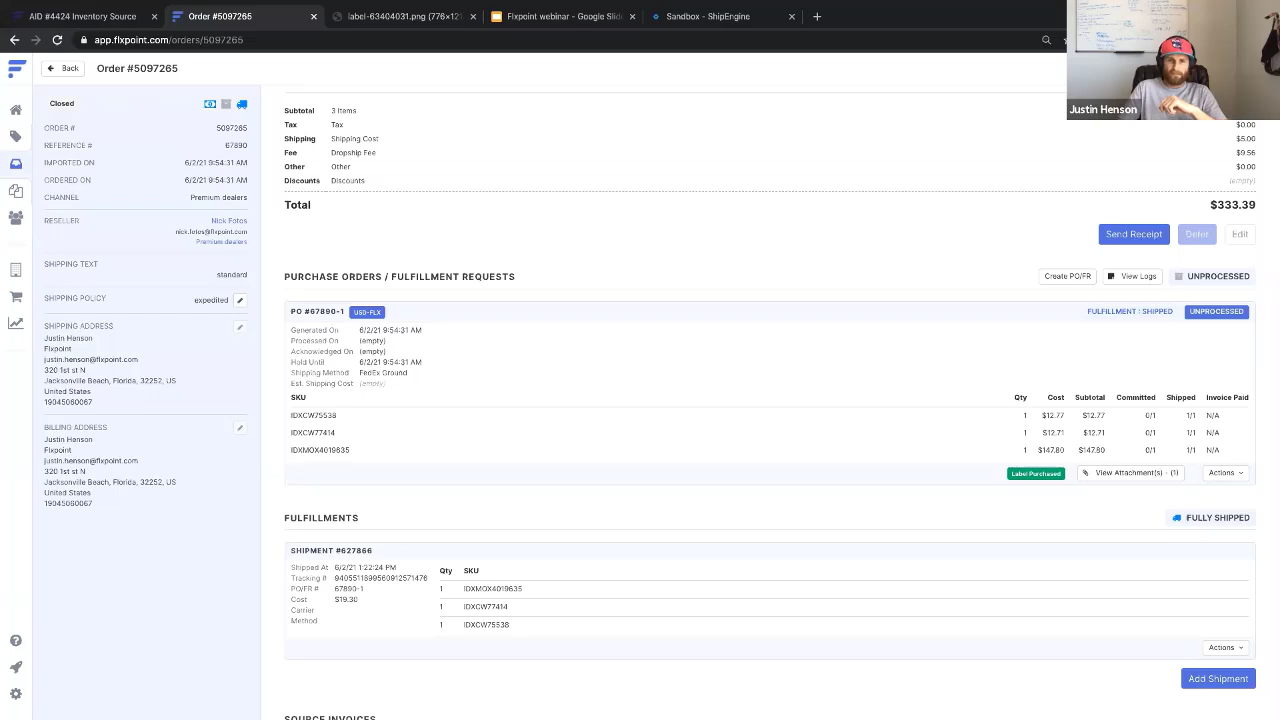 AID #4424 Inventory Source
Order #5097265
label-63404031.png (776×121
Flxpoint webinar - Google Slide
Sandbox - ShipEngine
app.flxpoint.com/orders/5097265
Back
Order #5097265
Justin Henson
Closed
ORDER # 5097265
REFERENCE # 67890
IMPORTED ON 6/2/21 9:54:31 AM
ORDERED ON 6/2/21 9:54:31 AM
CHANNEL Premium dealers
RESELLER Nick Fotos
nick.fotos@flxpoint.com
Premium dealers
SHIPPING TEXT
standard
SHIPPING POLICY expedited
SHIPPING ADDRESS
Justin Henson
Flxpoint
justin.henson@flxpoint.com
320 1st st N
Jacksonville Beach, Florida, 32252, US
United States
19045060067
BILLING ADDRESS
Justin Henson
Flxpoint
justin.henson@flxpoint.com
320 1st st N
Jacksonville Beach, Florida, 32252, US
United States
19045060067
Subtotal 3 Items
Tax Tax $0.00
Shipping Shipping Cost $5.00
Fee Dropship Fee $9.56
Other Other $0.00
Discounts Discounts (empty)
Total $333.39
Send Receipt Defer Edit
PURCHASE ORDERS / FULFILLMENT REQUESTS Create PO/FR View Logs UNPROCESSED
PO #67890-1 USD-FLX FULFILLMENT : SHIPPED UNPROCESSED
Generated On 6/2/21 9:54:31 AM
Processed On (empty)
Acknowledged On (empty)
Hold Until 6/2/21 9:54:31 AM
Shipping Method FedEx Ground
Est. Shipping Cost (empty)
SKU Qty Cost Subtotal Committed Shipped Invoice Paid
IDXCW75538 1 $12.77 $12.77 0/1 1/1 N/A
IDXCW77414 1 $12.71 $12.71 0/1 1/1 N/A
IDXMOX4019635 1 $147.80 $147.80 0/1 1/1 N/A
Label Purchased View Attachment(s) - (1) Actions
FULFILLMENTS FULLY SHIPPED
SHIPMENT #627866
Shipped At 6/2/21 1:22:24 PM
Tracking # 9405511899560912571476
PO/FR # 67890-1
Cost $19.30
Carrier
Method
Qty SKU
1 IDXMOX4019635
1 IDXCW77414
1 IDXCW75538
Actions
Add Shipment
SOURCE INVOICES